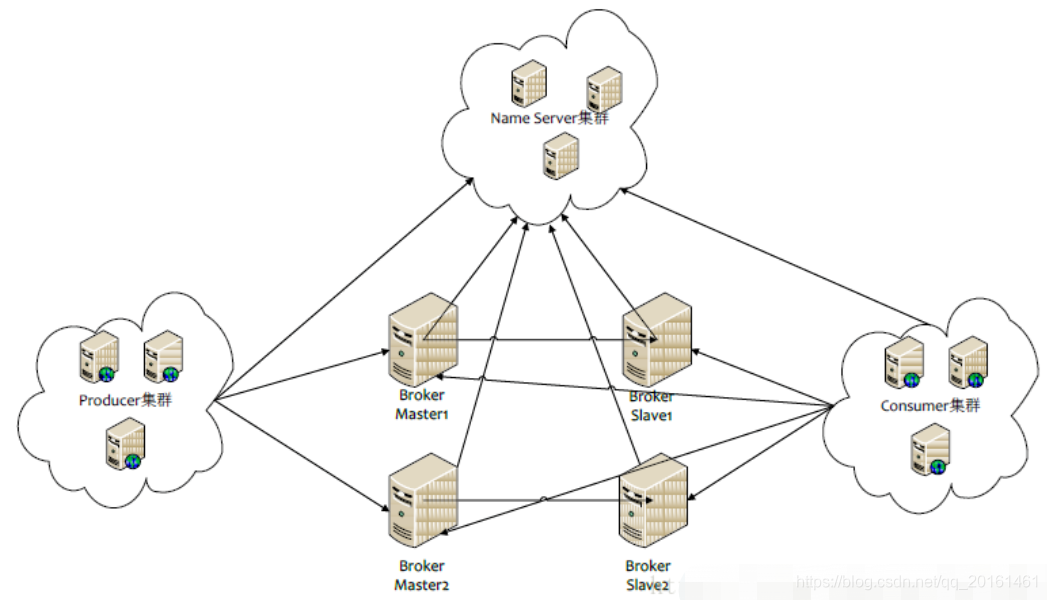 Name Server集群
Producer集群
Broker
Master1
Broker
Slave1
Consumer集群
Broker
Master2
Broker
Slave2
https://blog.csdn.net/qq_20161461